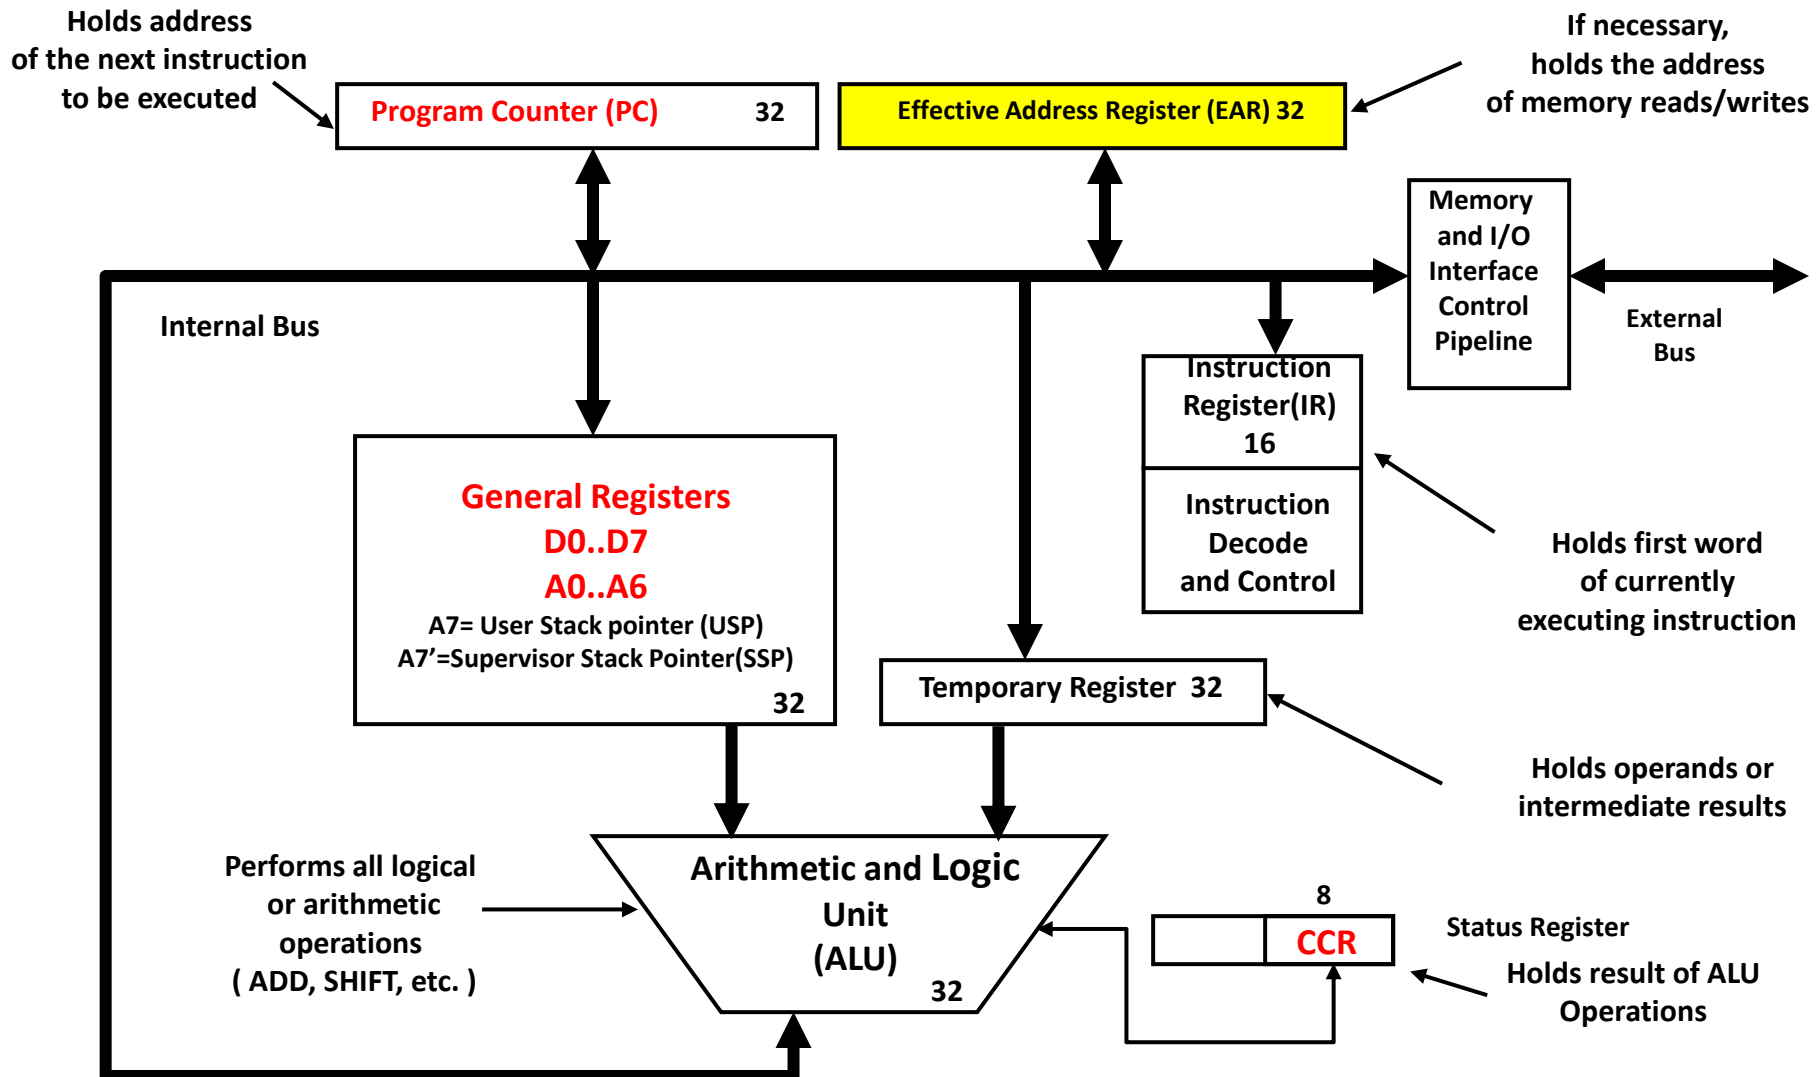 Holds address
of the next instruction
to be executed
Program Counter (PC) 32
Effective Address Register (EAR) 32
If necessary,
holds the address
of memory reads/writes
Memory
and I/O
Interface
Control
Pipeline
External
Bus
Internal Bus
Instruction
Register(IR)
16
Instruction
Decode
and Control
Holds first word
of currently
executing instruction
General Registers
D0..D7
A0..A6
A7= User Stack pointer (USP)
A7’=Supervisor Stack Pointer(SSP)
32
Temporary Register 32
Holds operands or
intermediate results
Performs all logical
or arithmetic
operations
( ADD, SHIFT, etc. )
Arithmetic and Logic
Unit
(ALU)
32
8
CCR
Status Register
Holds result of ALU
Operations